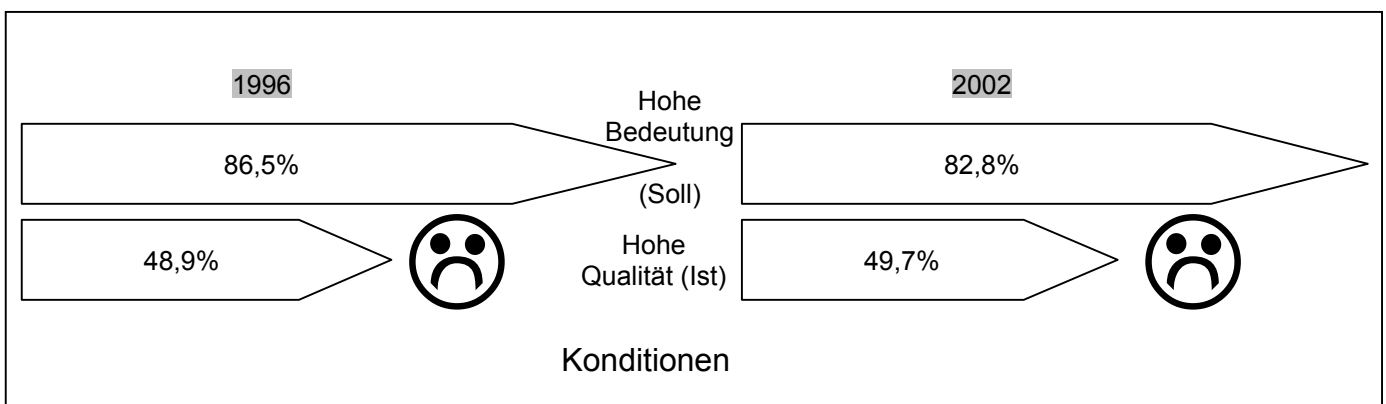 1996
2002
Hohe
Bedeutung
(Soll)
86,5%
82,8%
Hohe
Qualität (Ist)
48,9%
49,7%
Konditionen